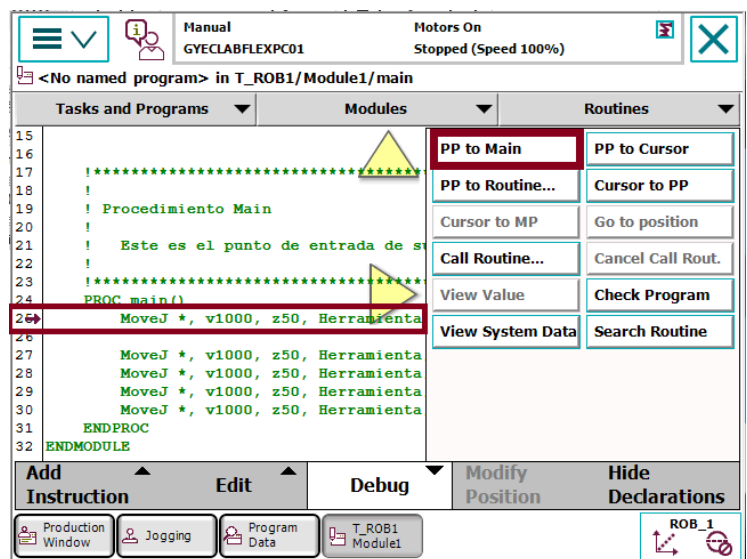 Manual
GYECLABFLEXPC01
Motors On
Stopped (Speed 100%)
<No named program> in T_ROB1/Module1/main
Tasks and Programs
Modules
Routines
15
16
17 !**************************************
18 !
19 ! Procedimiento Main
20 !
21 ! Este es el punto de entrada de su
22 !
23 !**************************************
24 PROC main()
25 MoveJ *, v1000, z50, Herramienta
26
27 MoveJ *, v1000, z50, Herramienta
28 MoveJ *, v1000, z50, Herramienta
29 MoveJ *, v1000, z50, Herramienta
30 MoveJ *, v1000, z50, Herramienta
31 ENDPROC
32 ENDMODULE
PP to Main
PP to Cursor
PP to Routine...
Cursor to PP
Cursor to MP
Go to position
Call Routine...
Cancel Call Rout.
View Value
Check Program
View System Data
Search Routine
Add
Instruction
Edit
Debug
Modify
Position
Hide
Declarations
Production
Window
Jogging
Program
Data
T_ROB1
Module1
ROB_1